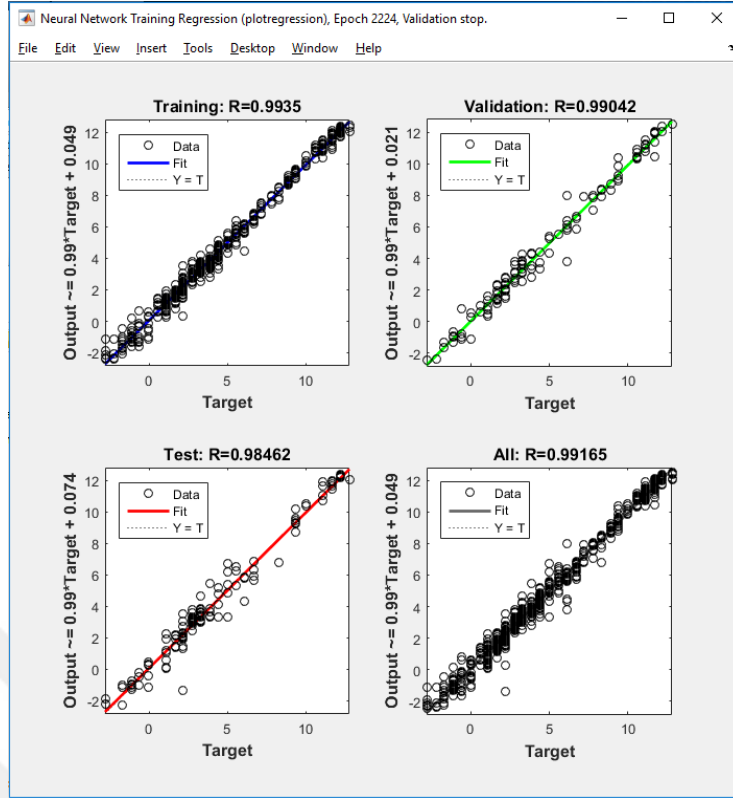 Neural Network Training Regression (plotregression), Epoch 2224, Validation stop.
File Edit View Insert Tools Desktop Window Help
Training: R=0.9935
Output ~= 0.99*Target + 0.049
12
10
8
6
4
2
0
-2
Data
Fit
Y = T
0 5 10
Target
Validation: R=0.99042
Output ~= 0.99*Target + 0.021
12
10
8
6
4
2
0
-2
Data
Fit
Y = T
0 5 10
Target
Test: R=0.98462
Output ~= 0.99*Target + 0.074
12
10
8
6
4
2
0
-2
Data
Fit
Y = T
0 5 10
Target
All: R=0.99165
Output ~= 0.99*Target + 0.049
12
10
8
6
4
2
0
-2
Data
Fit
Y = T
0 5 10
Target